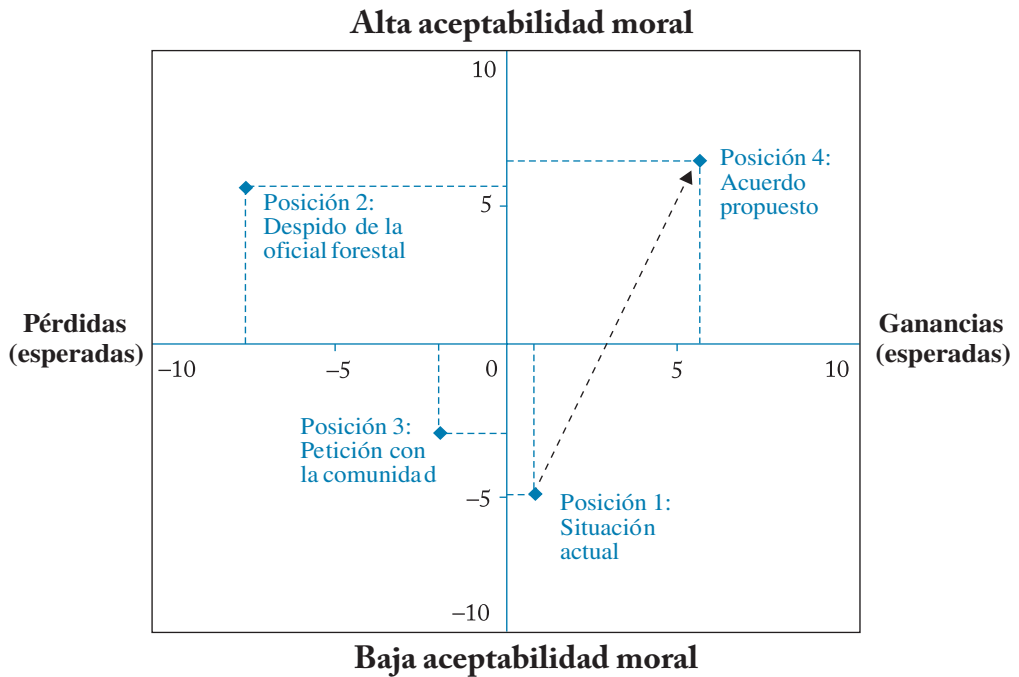 Alta aceptabilidad moral
10
Posición 4:
Acuerdo
propuesto
Posición 2:
Despido de la
oficial forestal
5
Pérdidas
(esperadas)
Ganancias
(esperadas)
–10
–5
0
5
10
Posición 3:
Petición con
la comunidad
–5
Posición 1:
Situación
actual
–10
Baja aceptabilidad moral